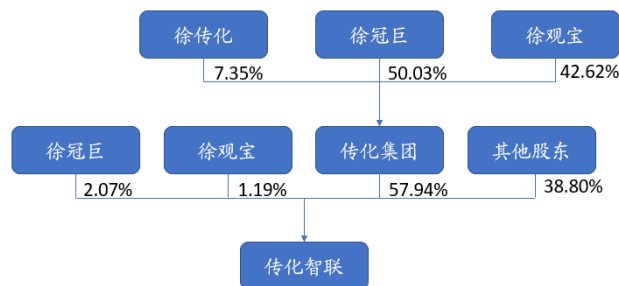 徐传化 徐冠巨 徐观宝
7.35% 50.03% 42.62%
徐冠巨 徐观宝 传化集团 其他股东
2.07% 1.19% 57.94% 38.80%
传化智联